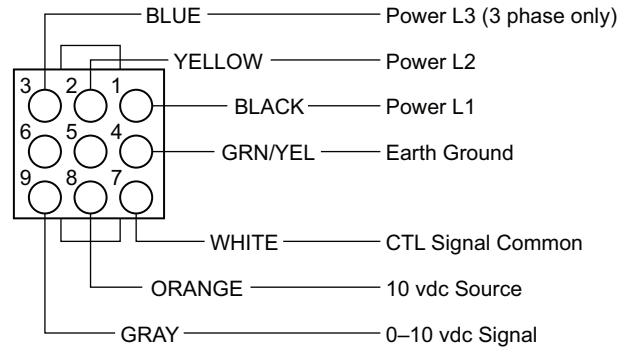 BLUE Power L3 (3 phase only)
YELLOW Power L2
3 2 1
BLACK Power L1
6 5 4
GRN/YEL Earth Ground
9 8 7
WHITE CTL Signal Common
ORANGE 10 vdc Source
GRAY 0–10 vdc Signal